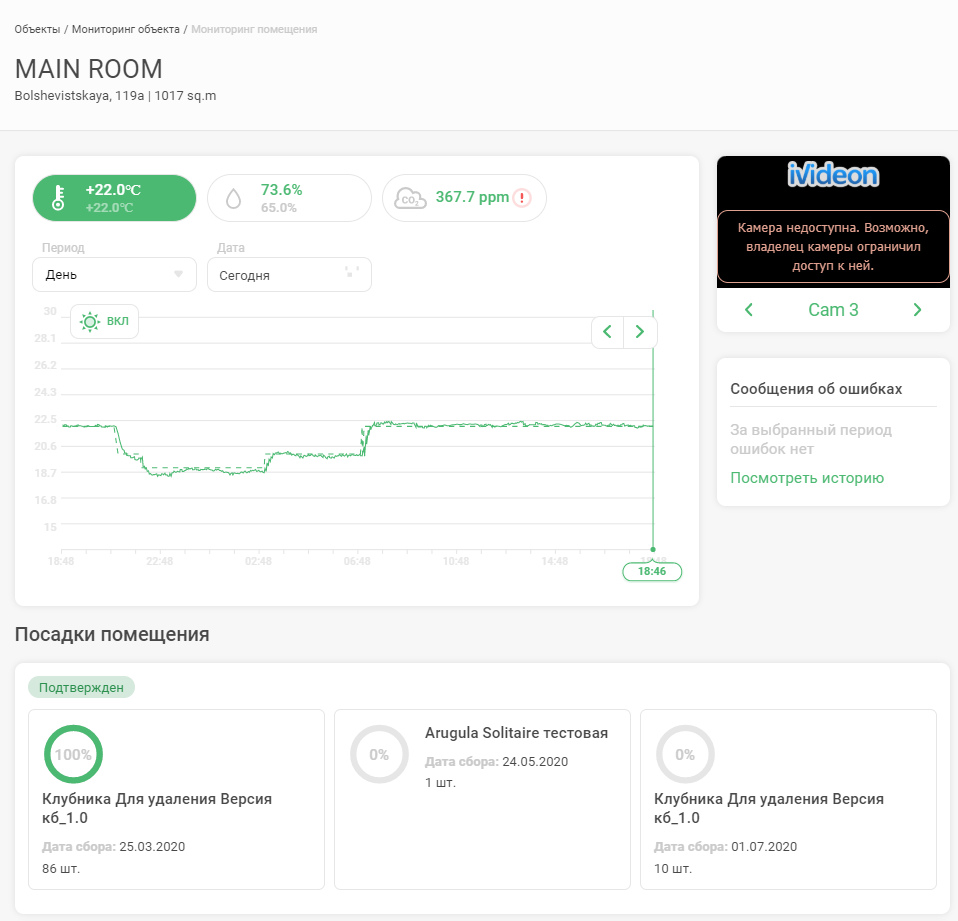 Объекты / Мониторинг объекта / Мониторинг помещения
MAIN ROOM
Bolshevistskaya, 119a | 1017 sq.m
+22.0°C
+22.0°C
73.6%
65.0%
CO2
367.7 ppm
!
Период
Дата
День
Сегодня
ВКЛ
30
28.1
26.2
24.3
22.5
20.6
18.7
16.8
15
18:48
22:48
02:48
06:48
10:48
14:48
18:46
ivideon
Камера недоступна. Возможно,
владелец камеры ограничил
доступ к ней.
Cam 3
Сообщения об ошибках
За выбранный период
ошибок нет
Посмотреть историю
Посадки помещения
Подтвержден
100%
Клубника Для удаления Версия
кб_1.0
Дата сбора: 25.03.2020
86 шт.
0%
Arugula Solitaire тестовая
Дата сбора: 24.05.2020
1 шт.
0%
Клубника Для удаления Версия
кб_1.0
Дата сбора: 01.07.2020
10 шт.